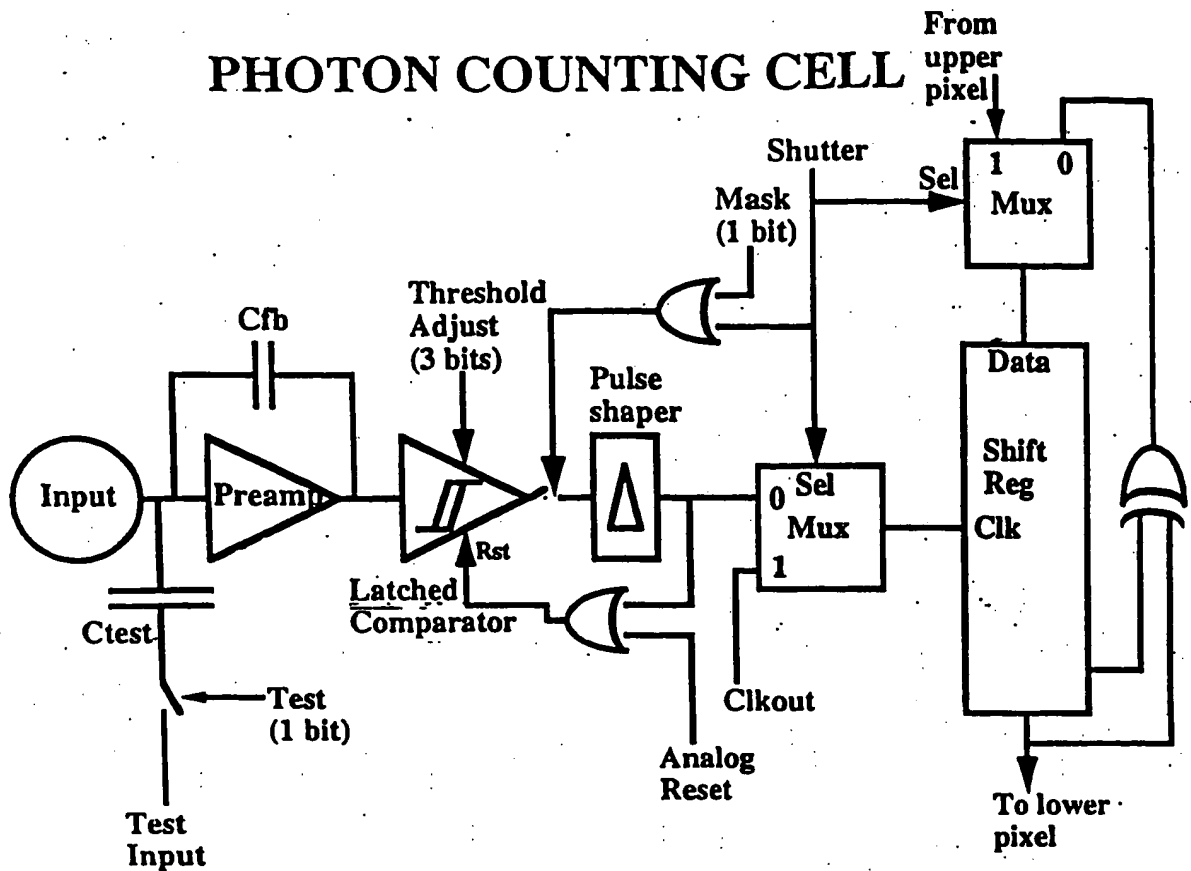 PHOTON COUNTING CELL
From
upper
pixel
Shutter
1
0
Sel
Mux
Mask
(1 bit)
Threshold
Adjust
(3 bits)
Cfb
Pulse
shaper
Data
Input
Preamp
Shift
Reg
Clk
0
Sel
Mux
1
Rst
Latched
Comparator
Ctest
Test
(1 bit)
Clkout
Analog
Reset
Test
Input
To lower
pixel